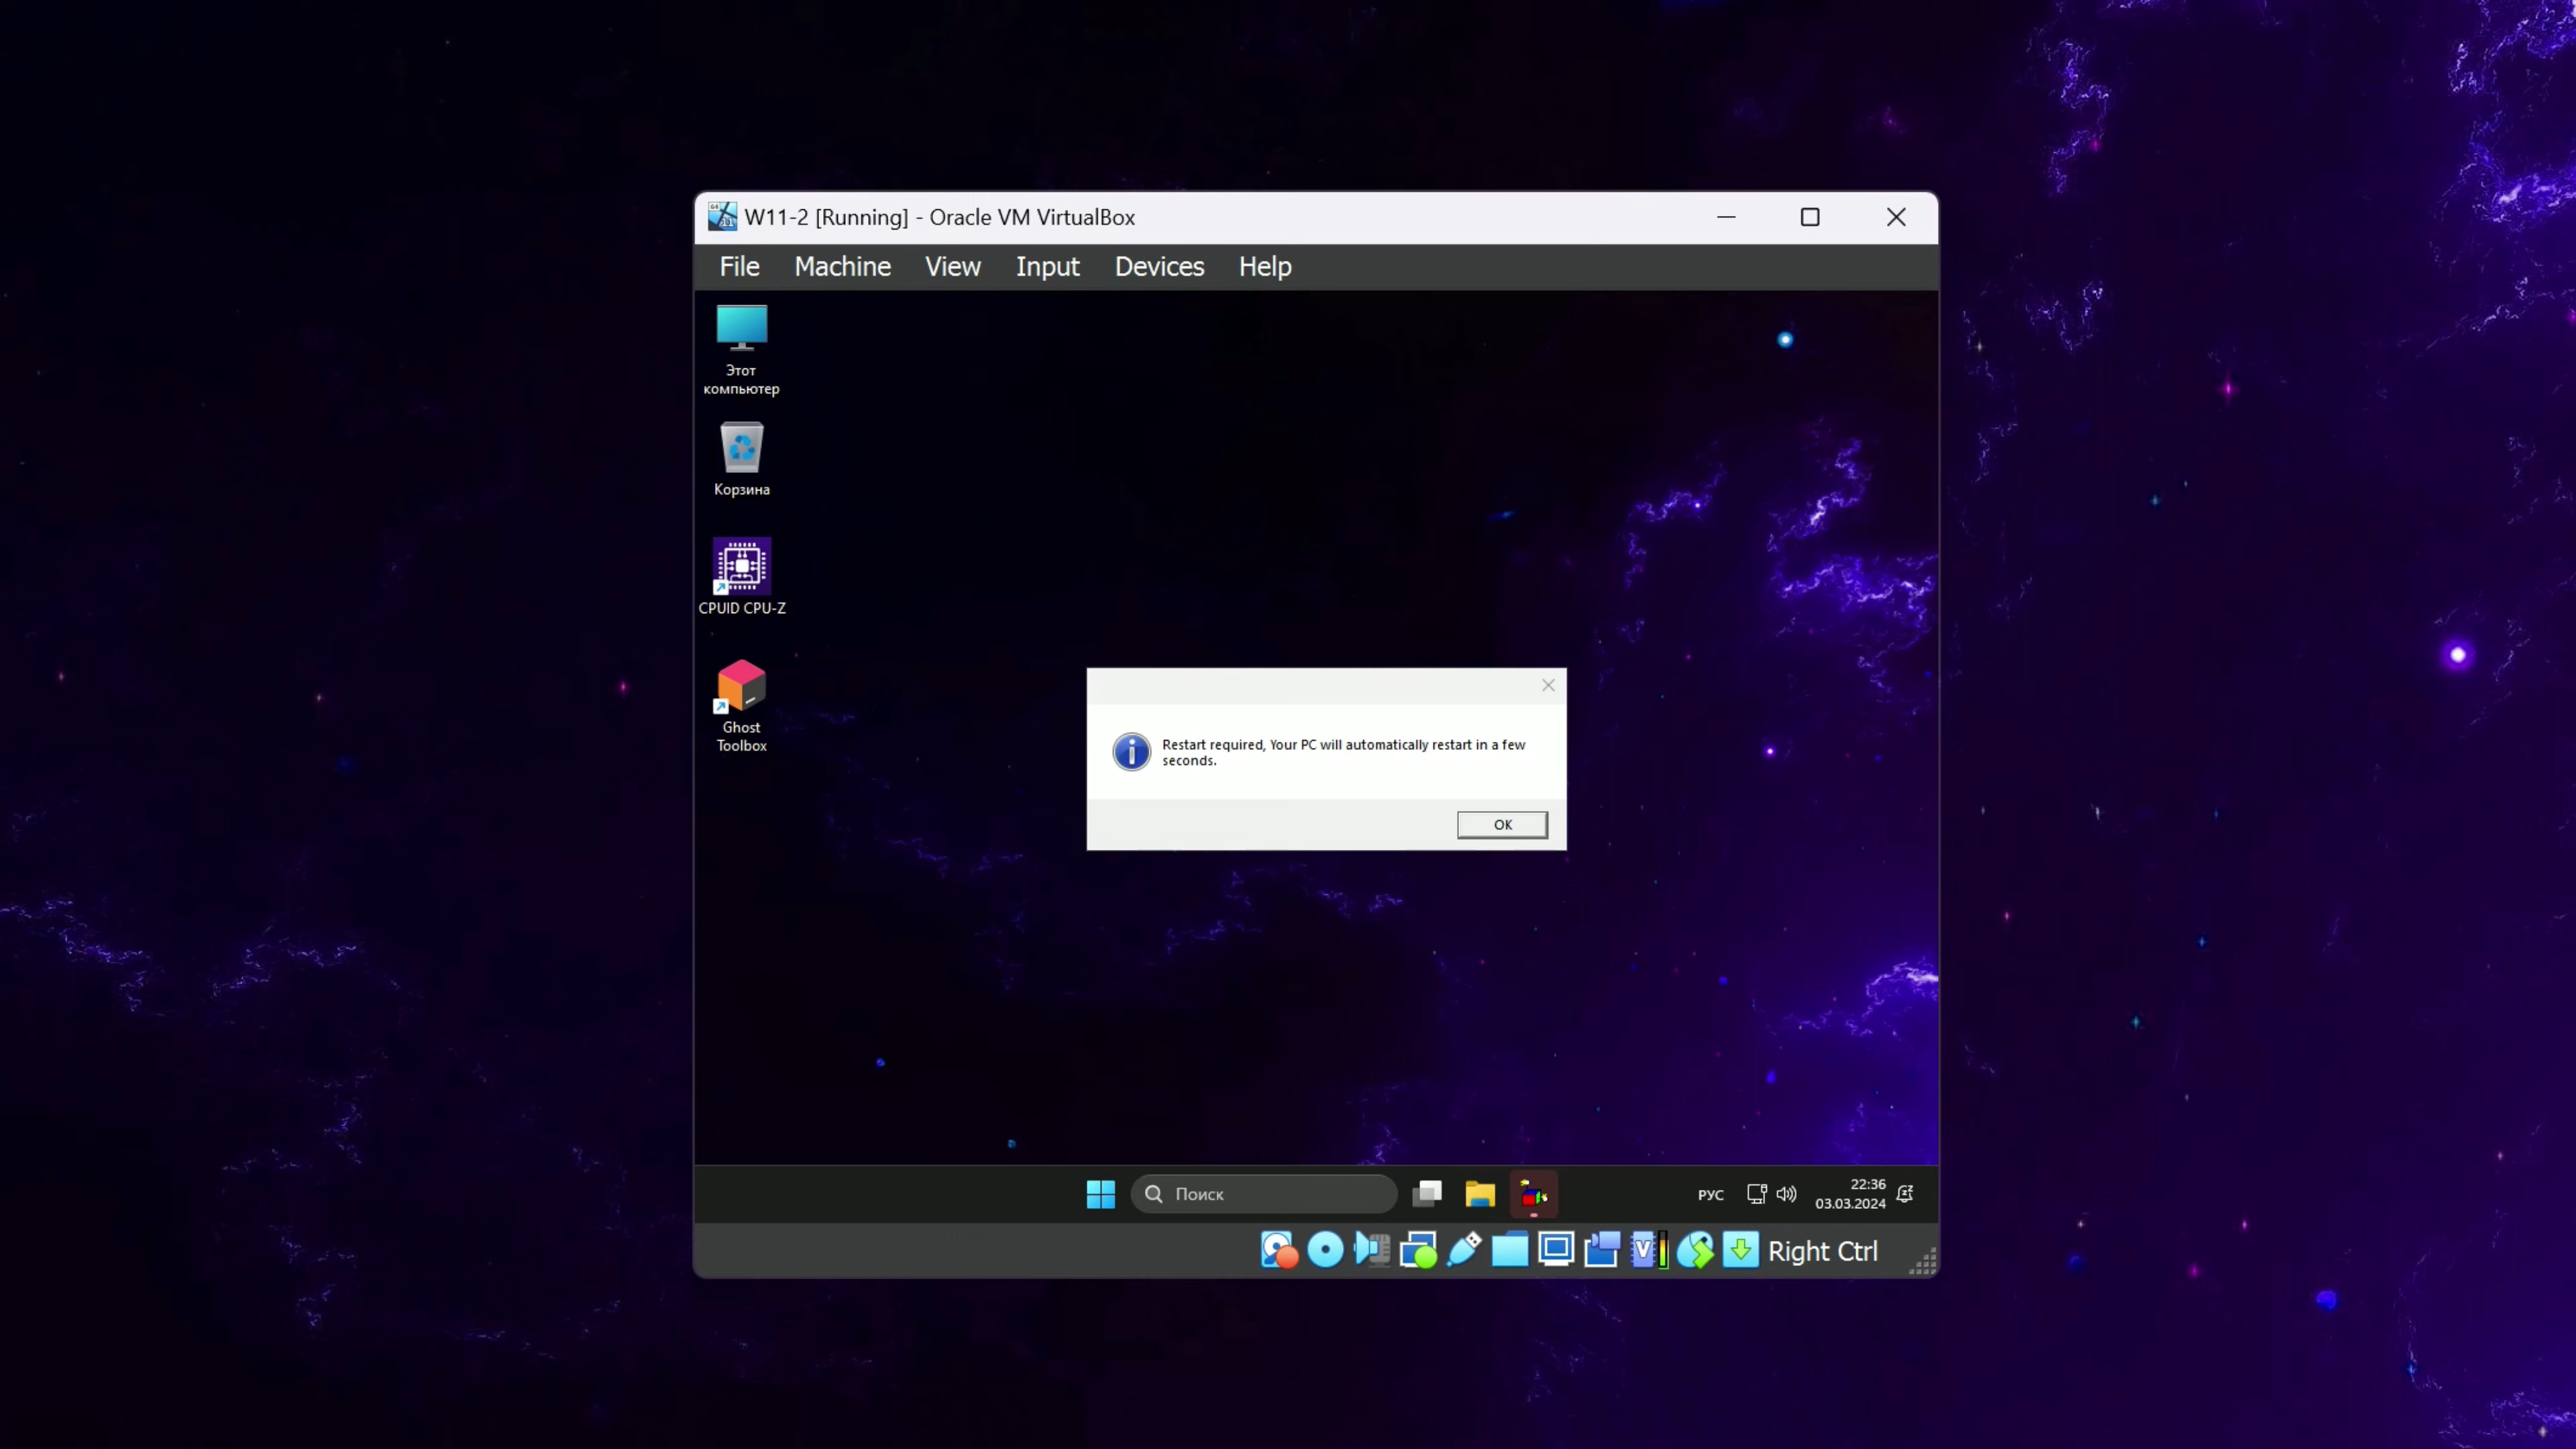 W11-2 [Running] - Oracle VM VirtualBox
File Machine View Input Devices Help
Этот
компьютер
Корзина
CPUID CPU-Z
Ghost
Toolbox
Restart required, Your PC will automatically restart in a few
seconds.
OK
Поиск
РУС
22:36
03.03.2024
Right Ctrl